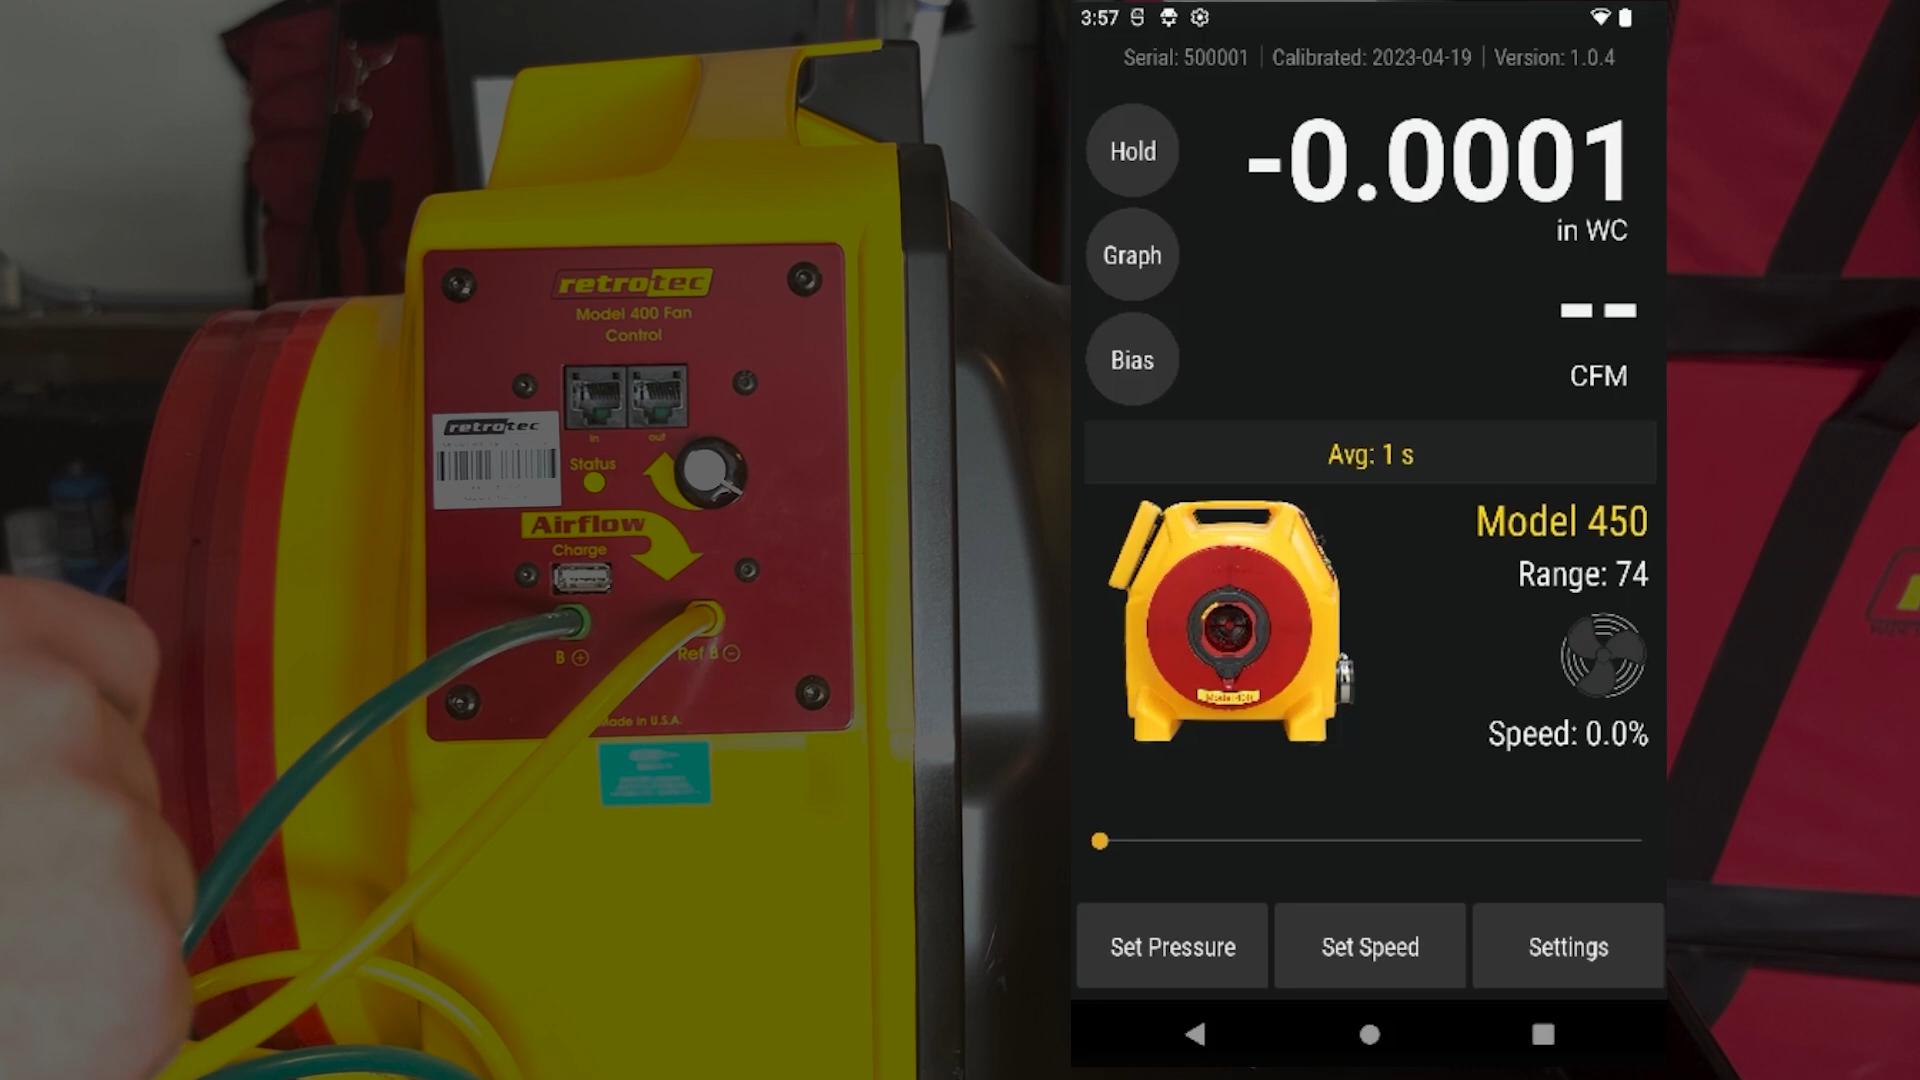 retrotec
Model 400 Fan
Control
in
out
retrotec
Status
Airflow
Charge
B +
Ref B −
Made in U.S.A.
3:57
Serial: 500001 | Calibrated: 2023-04-19 | Version: 1.0.4
Hold
-0.0001
in WC
Graph
--
Bias
CFM
Avg: 1 s
Model 450
Range: 74
Speed: 0.0%
Set Pressure
Set Speed
Settings